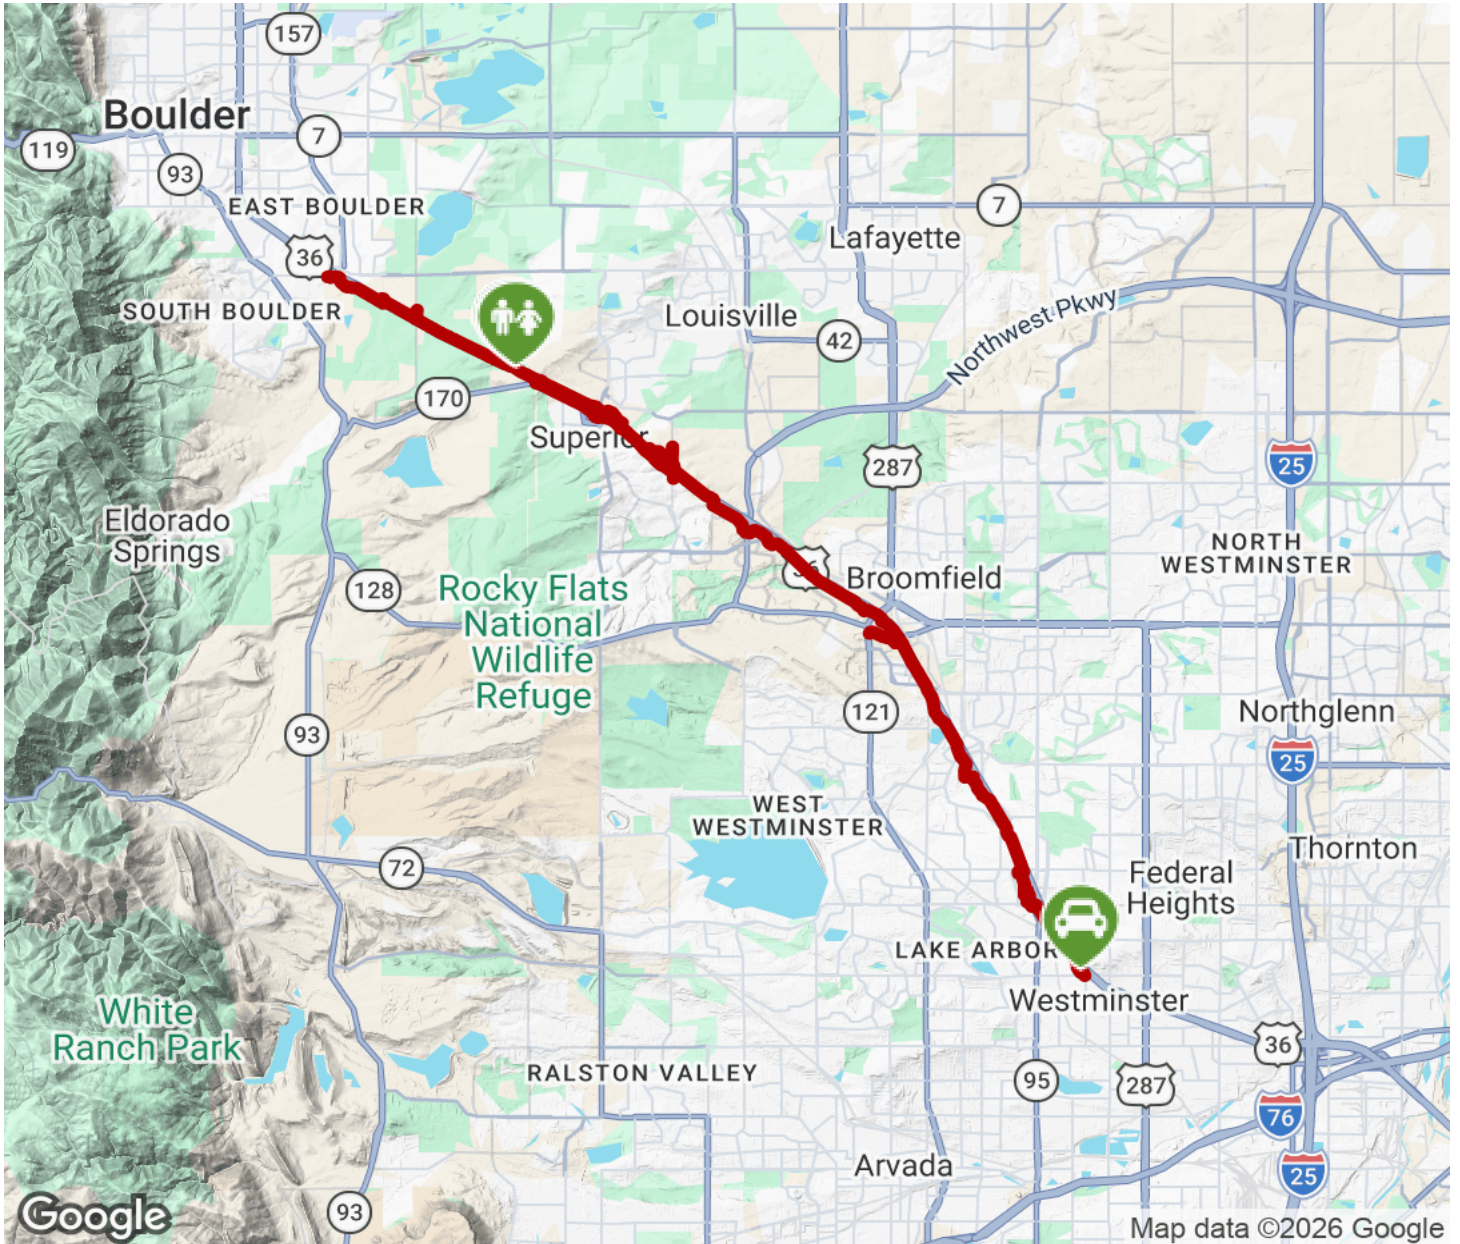 157
Boulder
7
119
93
EAST BOULDER
7
36
Lafayette
SOUTH BOULDER
Louisville
42
Northwest Pkwy
170
Superior
287
25
Eldorado
Springs
NORTH
WESTMINSTER
36
Broomfield
128
Rocky Flats
National
Wildlife
Refuge
121
Northglenn
93
25
WEST
WESTMINSTER
Thornton
72
Federal
Heights
LAKE ARBOR
Westminster
White
Ranch Park
36
RALSTON VALLEY
95
287
76
Arvada
25
93
Google
Map data ©2026 Google